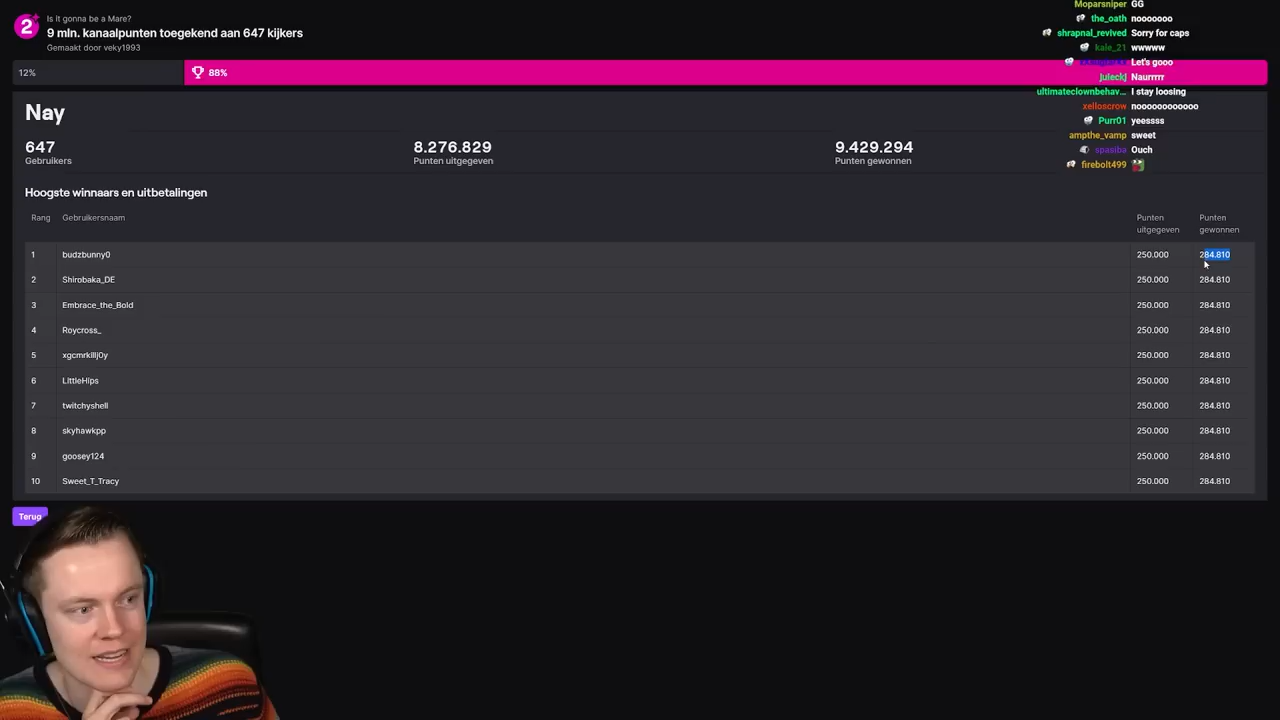 2
Is it gonna be a Mare?
9 mln. kanaalpunten toegekend aan 647 kijkers
Gemaakt door veky1993
12%
88%
Nay
647
Gebruikers
8.276.829
Punten uitgegeven
9.429.294
Punten gewonnen
Hoogste winnaars en uitbetalingen
Rang Gebruikersnaam Punten uitgegeven Punten gewonnen
1 budzbunny0 250.000 284.810
2 Shirobaka_DE 250.000 284.810
3 Embrace_the_Bold 250.000 284.810
4 Roycross_ 250.000 284.810
5 xgcmrkillj0y 250.000 284.810
6 LittleHips 250.000 284.810
7 twitchyshell 250.000 284.810
8 skyhawkpp 250.000 284.810
9 goosey124 250.000 284.810
10 Sweet_T_Tracy 250.000 284.810
Terug
Moparsniper GG
the_oath nooooooo
shrapnal_revived Sorry for caps
kale_21 wwwww
Let's gooo
juleckj Naurrrrr
ultimateclownbehav... I stay loosing
xelloscrow noooooooooooo
Purr01 yeessss
ampthe_vamp sweet
spasiba Ouch
firebolt499